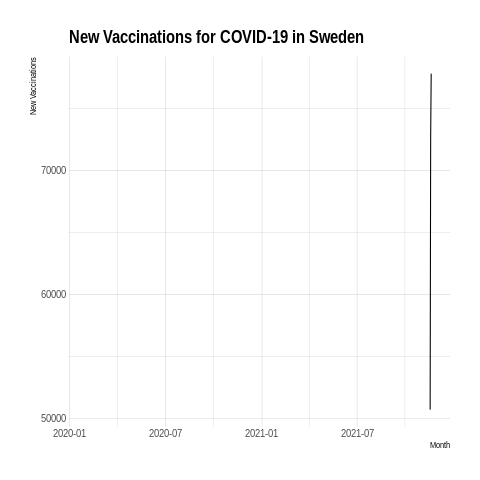 New Vaccinations for COVID-19 in Sweden
New Vaccinations
70000
60000
50000
2020-01
2020-07
2021-01
2021-07
Month